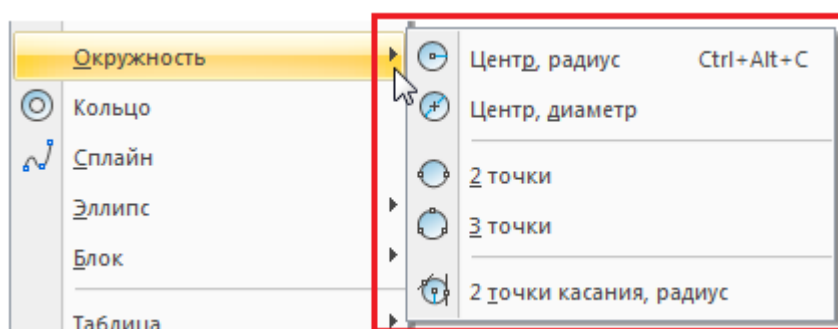 Окружность
Кольцо
Сплайн
Эллипс
Блок
Таблица
Центр, радиус Ctrl+Alt+C
Центр, диаметр
2 точки
3 точки
2 точки касания, радиус